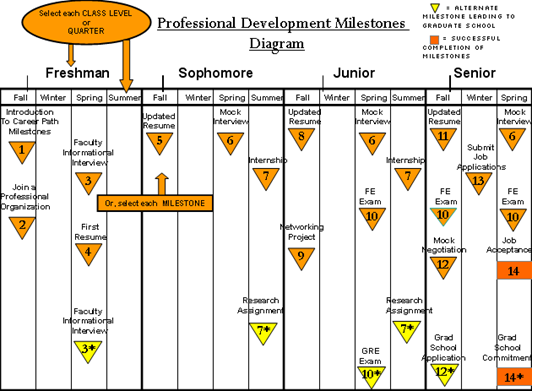 Select each CLASS LEVEL
or
QUARTER
Professional Development Milestones
Diagram
= ALTERNATE
MILESTONE LEADING TO
GRADUATE SCHOOL
= SUCCESSFUL
COMPLETION OF
MILESTONES
Freshman Sophomore Junior Senior
Fall Winter Spring Summer Fall Winter Spring Summer Fall Winter Spring Summer Fall Winter Spring
Introduction
To Career Path
Milestones
1
Join a
Professional
Organization
2
Faculty
Informational
Interview
3
First
Resume
4
Faculty
Informational
Interview
3*
Updated
Resume
5
Or, select each MILESTONE
Mock
Interview
6
Internship
7
Research
Assignment
7*
Updated
Resume
8
Networking
Project
9
Mock
Interview
6
FE
Exam
10
GRE
Exam
10*
Internship
7
Research
Assignment
7*
Updated
Resume
11
FE
Exam
10
Mock
Negotiation
12
Grad
School
Application
12*
Submit
Job
Applications
13
Mock
Interview
6
FE
Exam
10
Job
Acceptance
14
Grad
School
Commitment
14*